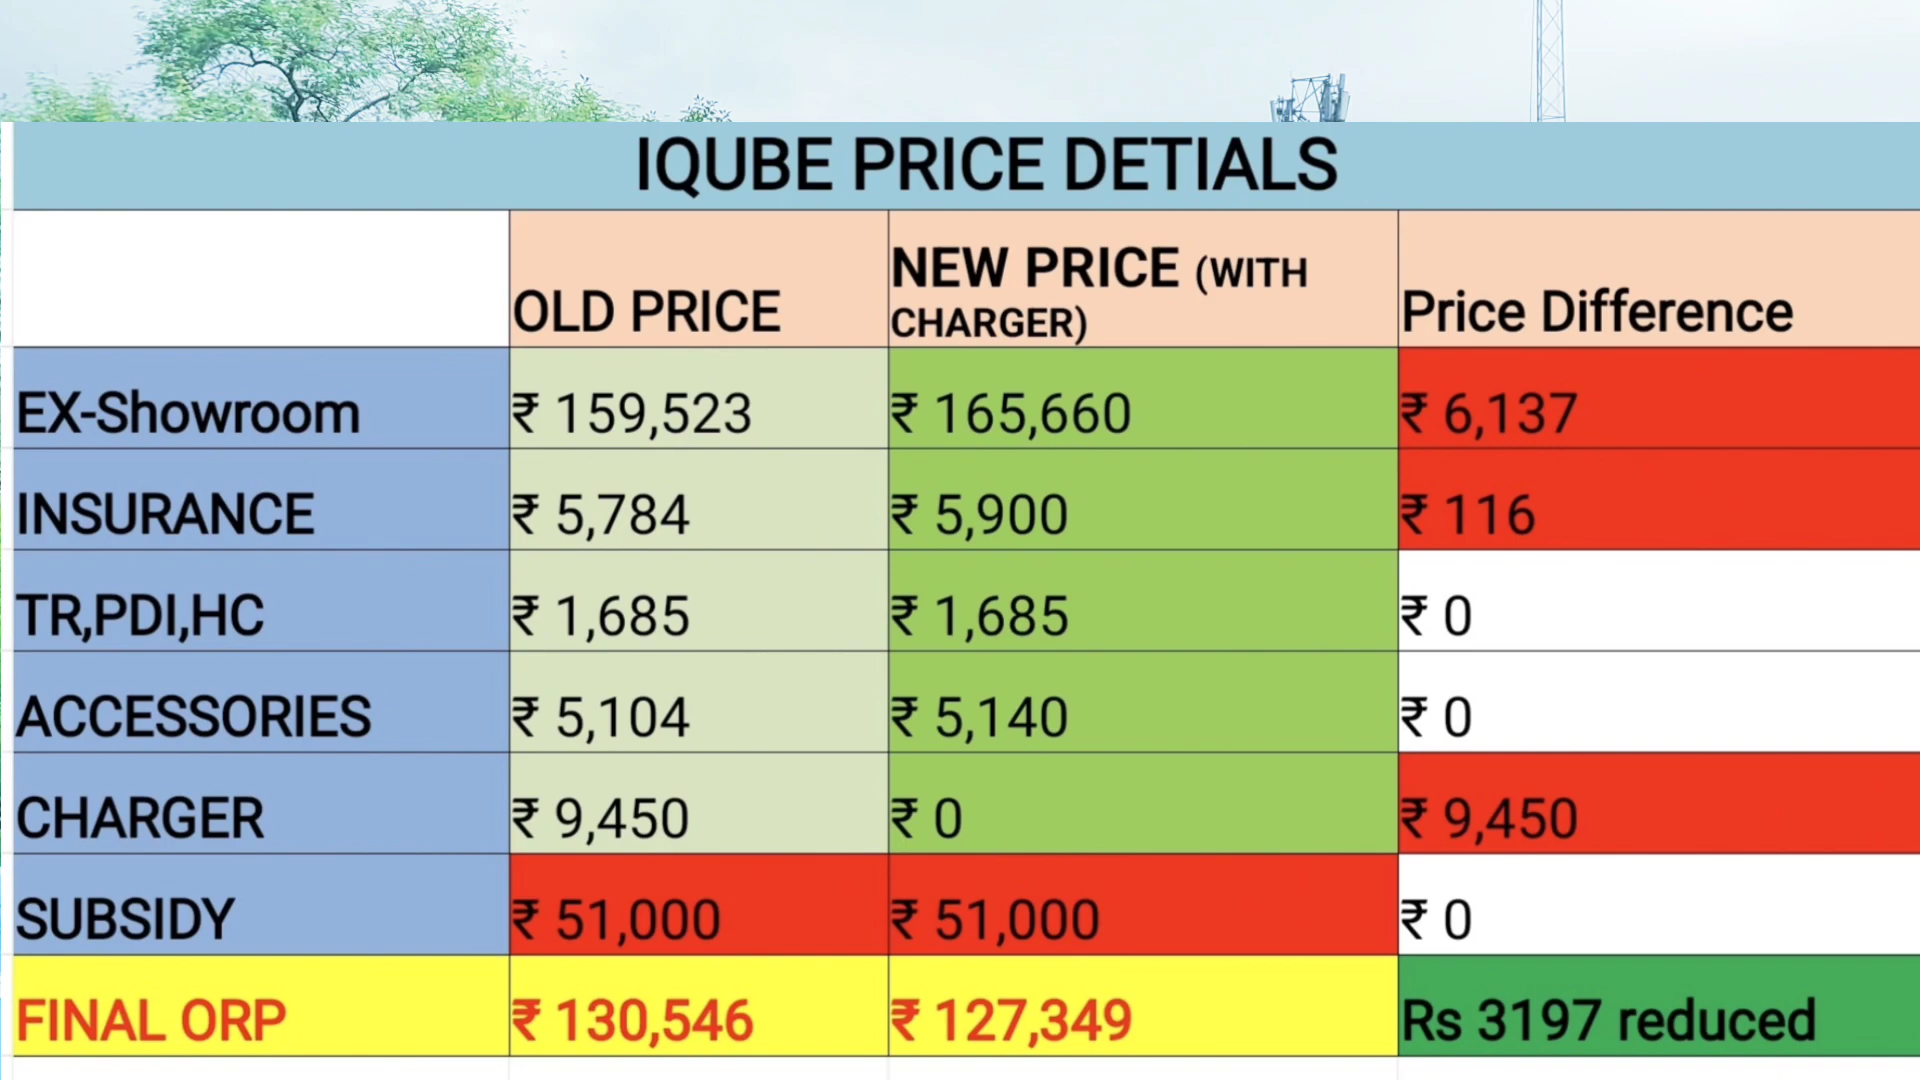 IQUBE PRICE DETIALS
OLD PRICE NEW PRICE (WITH CHARGER) Price Difference
EX-Showroom ₹ 159,523 ₹ 165,660 ₹ 6,137
INSURANCE ₹ 5,784 ₹ 5,900 ₹ 116
TR,PDI,HC ₹ 1,685 ₹ 1,685 ₹ 0
ACCESSORIES ₹ 5,104 ₹ 5,140 ₹ 0
CHARGER ₹ 9,450 ₹ 0 ₹ 9,450
SUBSIDY ₹ 51,000 ₹ 51,000 ₹ 0
FINAL ORP ₹ 130,546 ₹ 127,349 Rs 3197 reduced